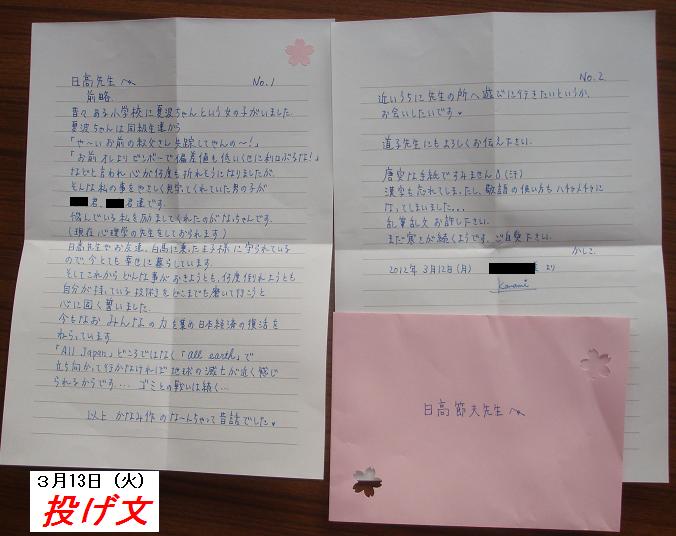 日高先生へ No.1
前略
昔々ある小学校に夏波ちゃんという女の子がいました
夏波ちゃんは同級生達から
「や〜いお前の叔父さん失踪してやんの〜!」
「お前オレよりビンボーで偏差値も低いくせに利口ぶるな!」
などと言われ心が何度も折れそうになりましたが、
そんな私の事をやさしく見守ってくれていた男の子が
君、君達です。
悩んでいる私を励ましてくれたのが なちゃんです。
(現在心理学の先生をしておられます)
日高先生やお友達、白馬に乗った王子様に守られている
ので今とても幸せに暮らしています。
そしてこれからどんな事がおきようとも、何度倒れようとも
自分が持っている技術をどこまでも磨いて行こうと
心に固く誓いました。
今もなお みんなの力を集め日本経済の復活を
ねらっています
「All Japan」どころではなく「all earth」で
立ち向かって行かなければ地球の滅亡が近く感じ
られるからです... ゴミとの戦いは続く...
以上 かなみ作のな〜んちゃって昔話でした。
No.2
近いうちに先生の所へ遊びに行きたいというか、
お会いしたいです
道子先生にもよろしくお伝え下さい。
唐突な手紙ですみません(汗)
漢字も忘れてしまったし、敬語の使い方もハチャメチャに
なってしまいました...
乱筆乱文お許し下さい。
まだ寒さが続くようです。ご自愛下さい。
かしこ
2012年3月12日(月) より
Kanami
日高節夫先生へ
3月13日(火)
投げ文